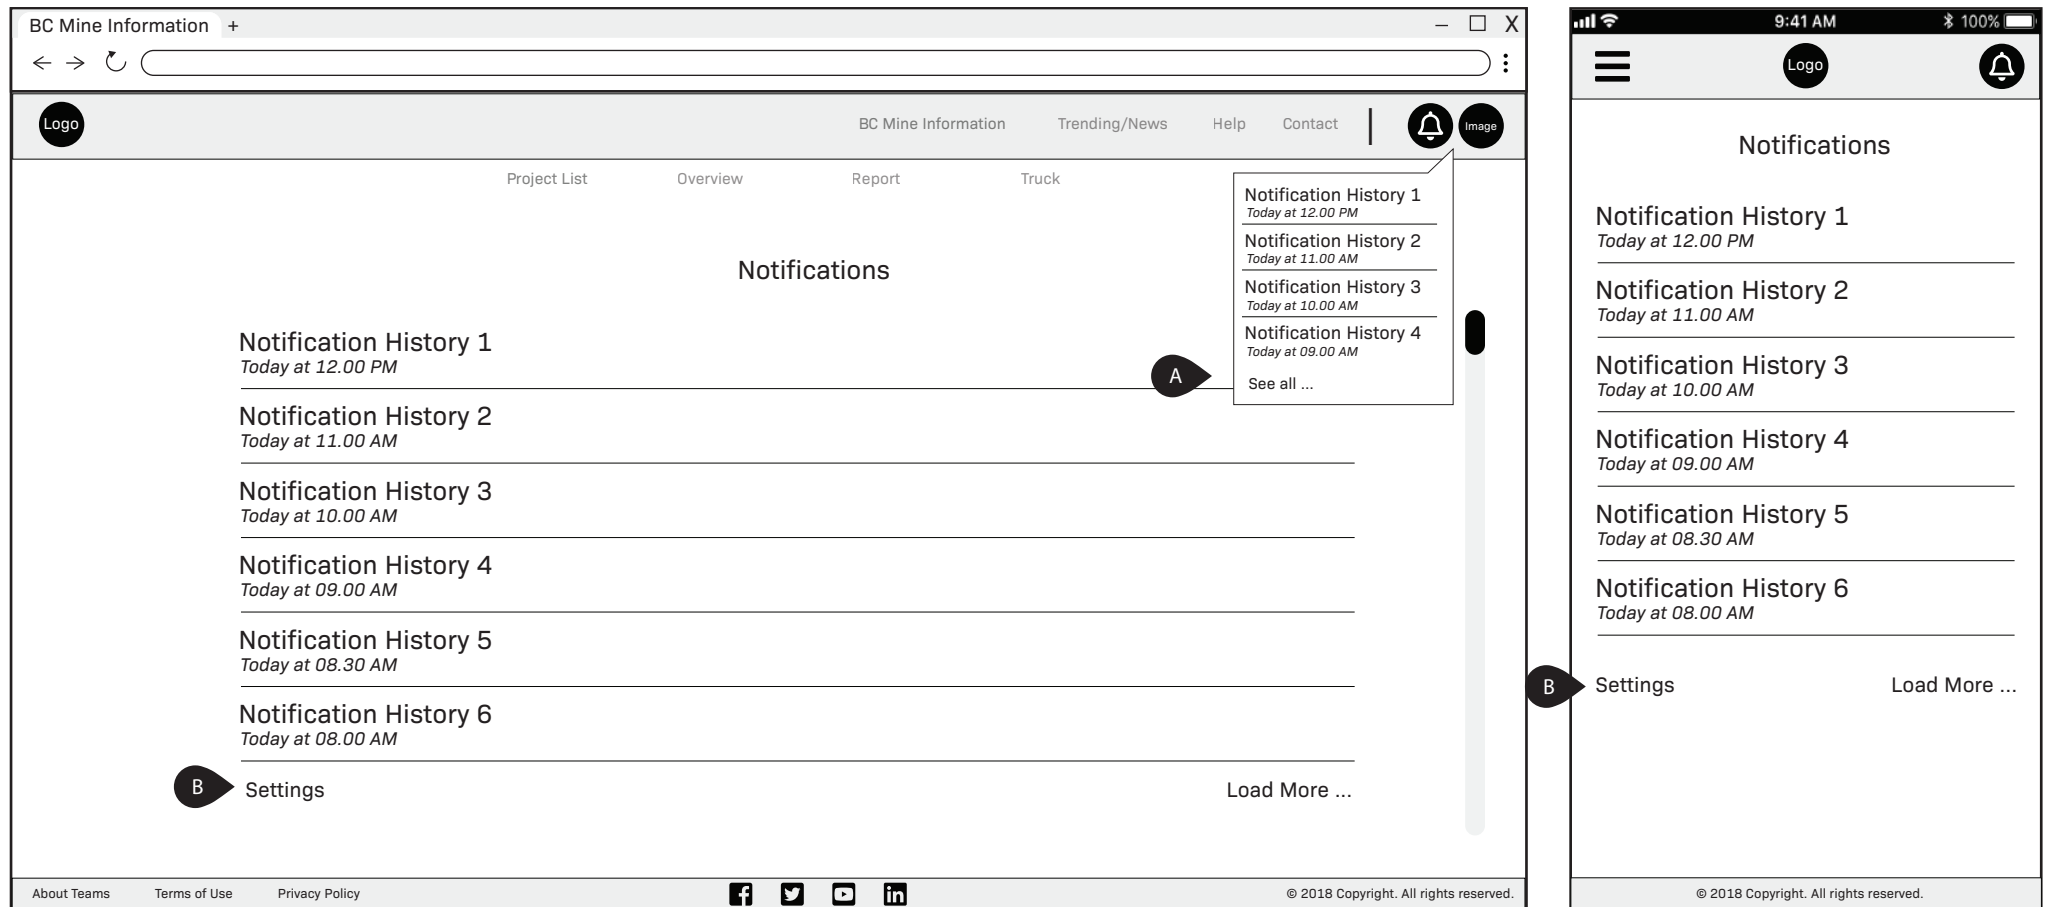 BC Mine Information +
X
Logo
BC Mine Information Trending/News Help Contact
Image
Project List Overview Report Truck
Notification History 1
Today at 12.00 PM
Notification History 2
Today at 11.00 AM
Notification History 3
Today at 10.00 AM
Notification History 4
Today at 09.00 AM
A
See all ...
Notifications
Notification History 1
Today at 12.00 PM
Notification History 2
Today at 11.00 AM
Notification History 3
Today at 10.00 AM
Notification History 4
Today at 09.00 AM
Notification History 5
Today at 08.30 AM
Notification History 6
Today at 08.00 AM
B
Settings Load More ...
About Teams Terms of Use Privacy Policy
f in
© 2018 Copyright. All rights reserved.
9:41 AM 100%
Logo
Notifications
Notification History 1
Today at 12.00 PM
Notification History 2
Today at 11.00 AM
Notification History 3
Today at 10.00 AM
Notification History 4
Today at 09.00 AM
Notification History 5
Today at 08.30 AM
Notification History 6
Today at 08.00 AM
B
Settings Load More ...
© 2018 Copyright. All rights reserved.